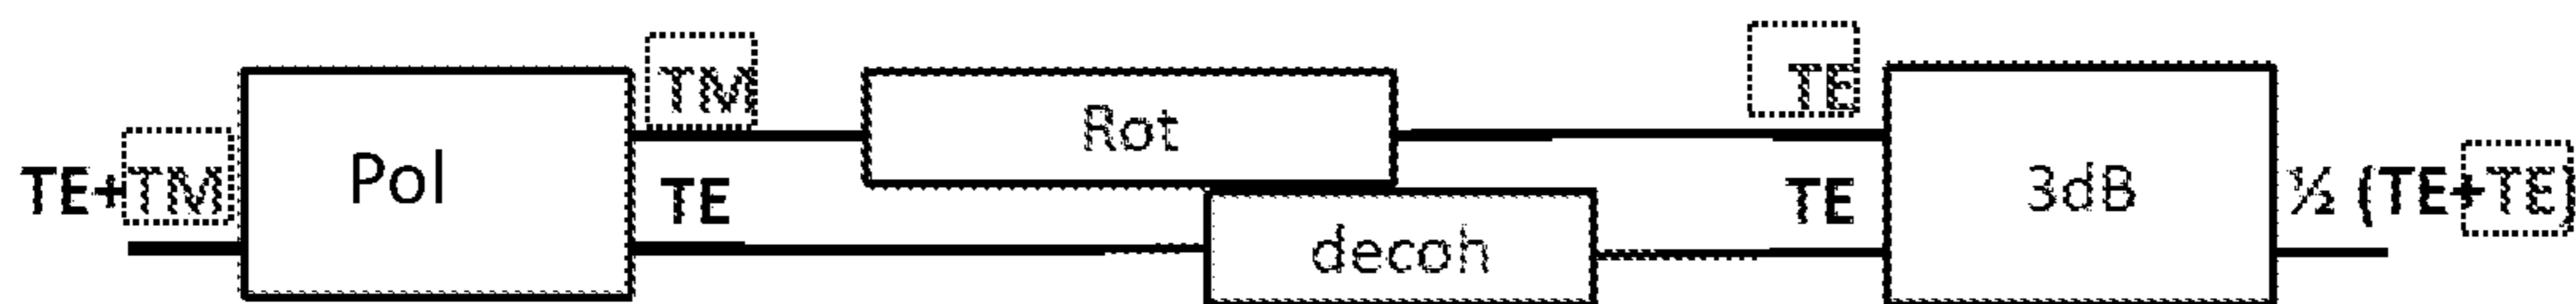 TE+TM
Pol
TM
TE
Rot
decoh
TE
TE
3dB
½ (TE+TE)